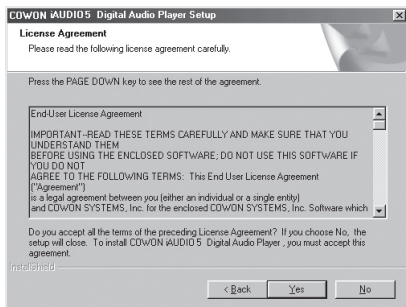 COWON iAUDIO 5 Digital Audio Player Setup
License Agreement
Please read the following license agreement carefully.
Press the PAGE DOWN key to see the rest of the agreement.
End-User License Agreement
IMPORTANT--READ THESE TERMS CAREFULLY AND MAKE SURE THAT YOU
UNDERSTAND THEM
BEFORE USING THE ENCLOSED SOFTWARE; DO NOT USE THIS SOFTWARE IF
YOU DO NOT
AGREE TO THE FOLLOWING TERMS: This End User License Agreement
("Agreement")
is a legal agreement between you (either an individual or a single entity)
and COWON SYSTEMS, Inc. for the enclosed COWON SYSTEMS, Inc. Software which
Do you accept all the terms of the preceding License Agreement? If you choose No, the
setup will close. To install COWON iAUDIO 5 Digital Audio Player , you must accept this
agreement.
InstallShield
< Back Yes No